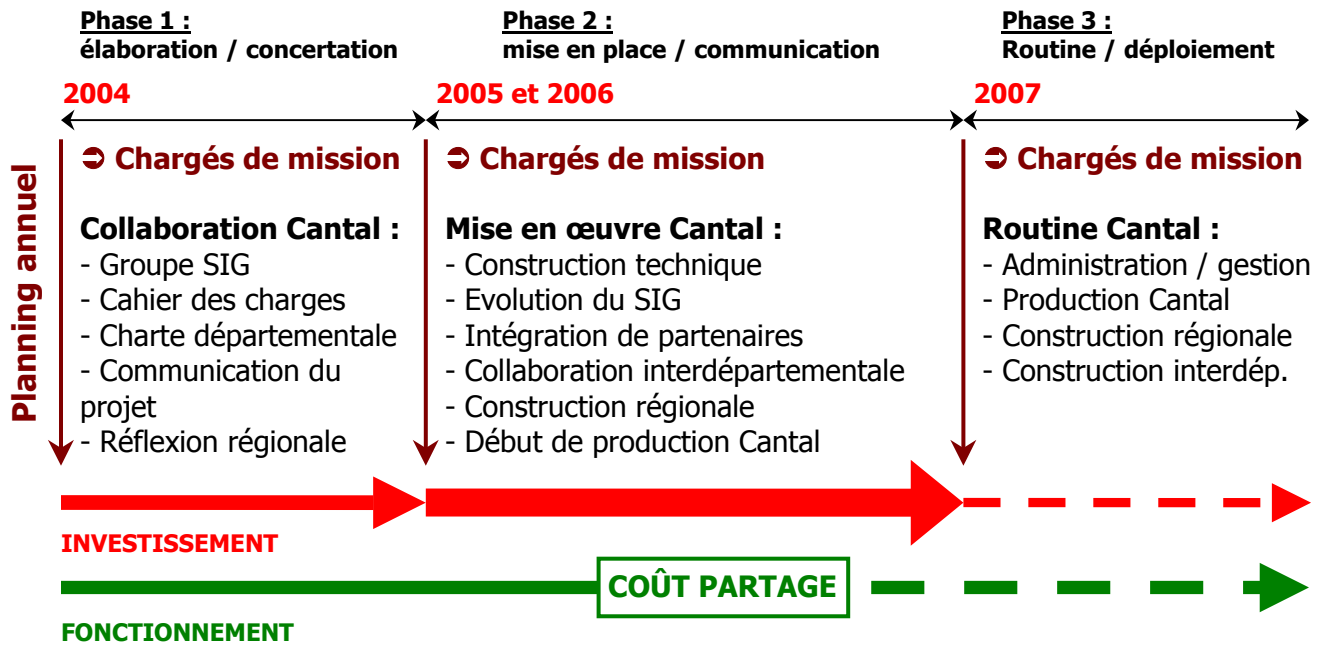 Phase 1 :
élaboration / concertation
Phase 2 :
mise en place / communication
Phase 3 :
Routine / déploiement
2004
2005 et 2006
2007
Planning annuel
➲ Chargés de mission
Collaboration Cantal :
- Groupe SIG
- Cahier des charges
- Charte départementale
- Communication du
projet
- Réflexion régionale
➲ Chargés de mission
Mise en œuvre Cantal :
- Construction technique
- Evolution du SIG
- Intégration de partenaires
- Collaboration interdépartementale
- Construction régionale
- Début de production Cantal
➲ Chargés de mission
Routine Cantal :
- Administration / gestion
- Production Cantal
- Construction régionale
- Construction interdép.
INVESTISSEMENT
COÛT PARTAGE
FONCTIONNEMENT